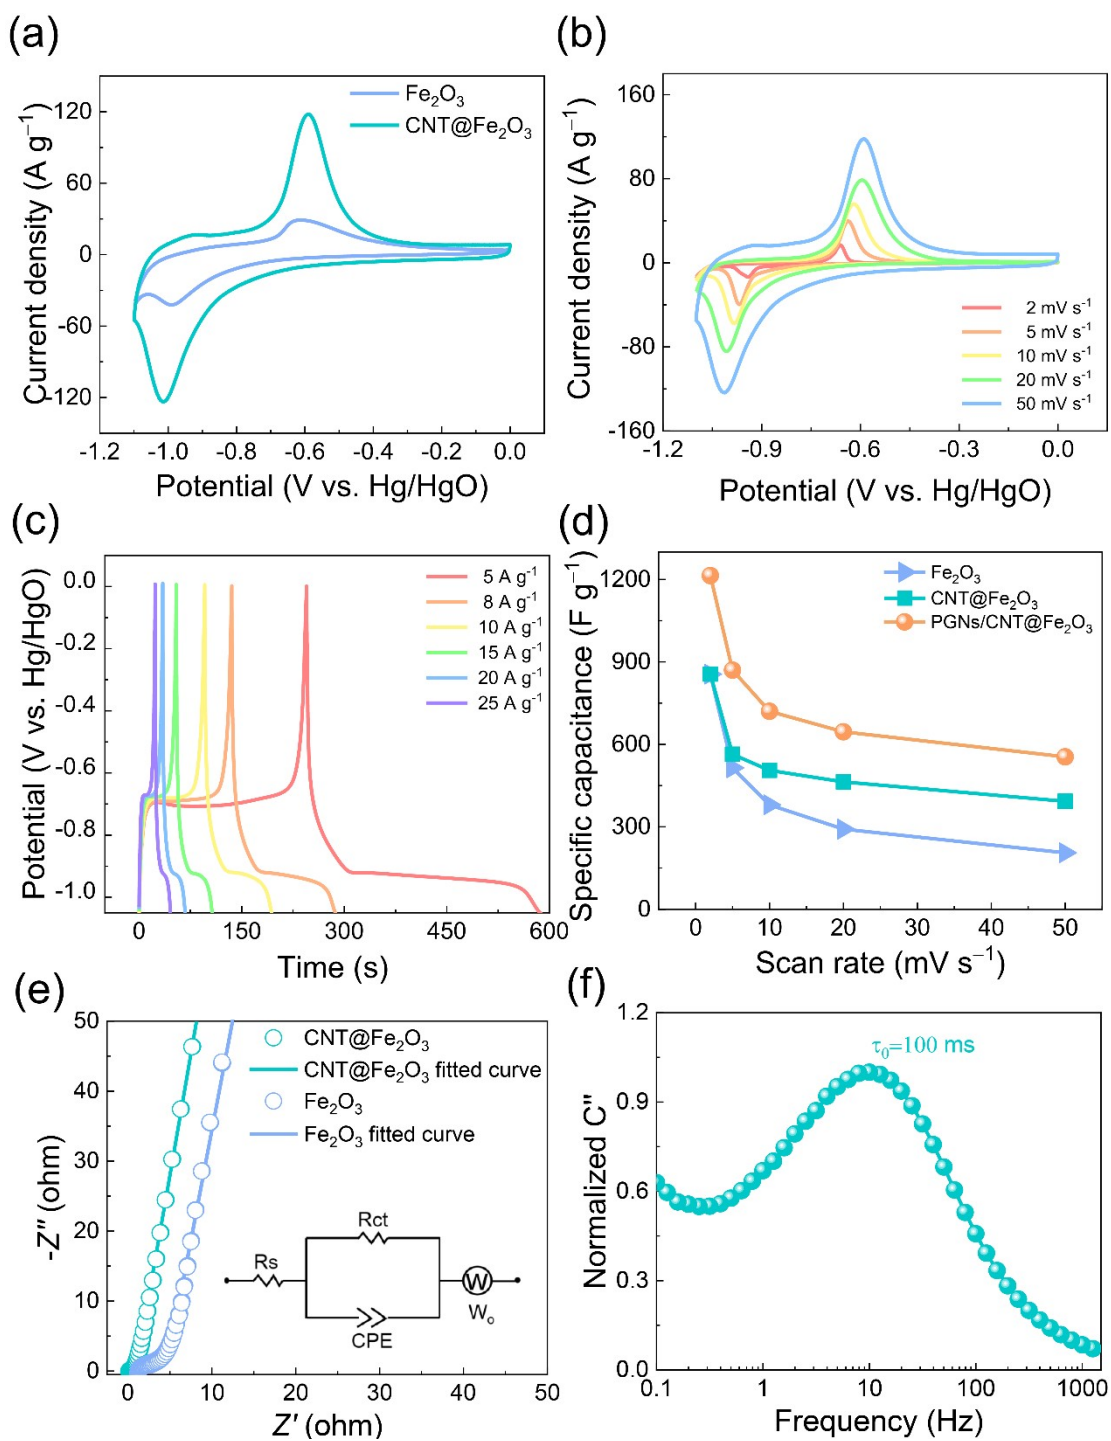 (a)
Current density (A g⁻¹)
120
60
0
-60
-120
-1.2 -1.0 -0.8 -0.6 -0.4 -0.2 0.0
Potential (V vs. Hg/HgO)
Fe₂O₃
CNT@Fe₂O₃
(b)
Current density (A g⁻¹)
160
80
0
-80
-160
-1.2 -0.9 -0.6 -0.3 0.0
Potential (V vs. Hg/HgO)
2 mV s⁻¹
5 mV s⁻¹
10 mV s⁻¹
20 mV s⁻¹
50 mV s⁻¹
(c)
Potential (V vs. Hg/HgO)
0.0
-0.2
-0.4
-0.6
-0.8
-1.0
0 150 300 450 600
Time (s)
5 A g⁻¹
8 A g⁻¹
10 A g⁻¹
15 A g⁻¹
20 A g⁻¹
25 A g⁻¹
(d)
Specific capacitance (F g⁻¹)
1200
900
600
300
0
0 10 20 30 40 50
Scan rate (mV s⁻¹)
Fe₂O₃
CNT@Fe₂O₃
PGNs/CNT@Fe₂O₃
(e)
-Z" (ohm)
50
40
30
20
10
0
0 10 20 30 40 50
Z' (ohm)
CNT@Fe₂O₃
CNT@Fe₂O₃ fitted curve
Fe₂O₃
Fe₂O₃ fitted curve
Rct
Rs
W
Wₒ
CPE
(f)
Normalized C"
1.2
0.9
0.6
0.3
0.0
0.1 1 10 100 1000
Frequency (Hz)
τ₀=100 ms